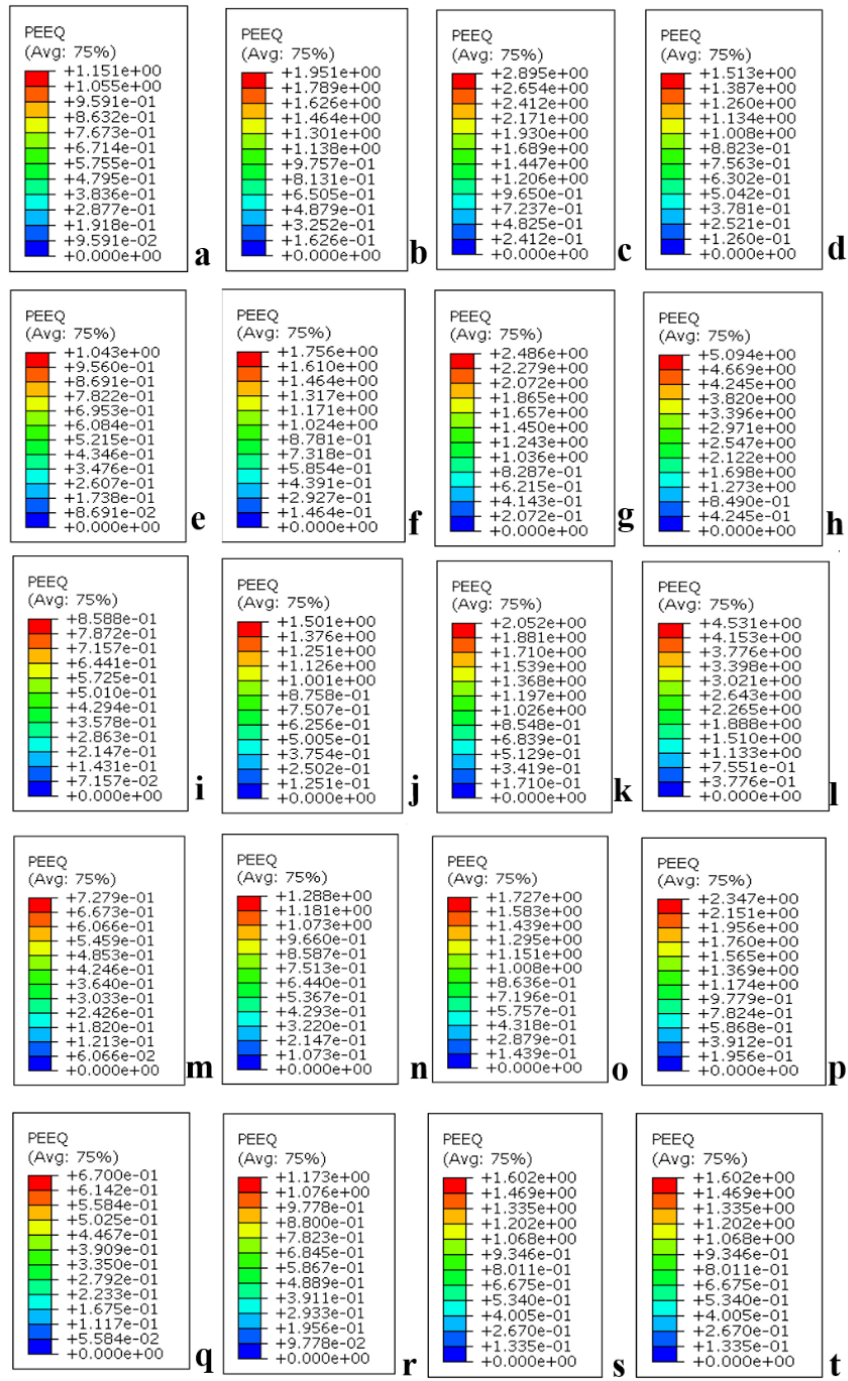 PEEQ
(Avg: 75%)
+1.151e+00
+1.055e+00
+9.591e-01
+8.632e-01
+7.673e-01
+6.714e-01
+5.755e-01
+4.795e-01
+3.836e-01
+2.877e-01
+1.918e-01
+9.591e-02
+0.000e+00
a
PEEQ
(Avg: 75%)
+1.951e+00
+1.789e+00
+1.626e+00
+1.464e+00
+1.301e+00
+1.138e+00
+9.757e-01
+8.131e-01
+6.505e-01
+4.879e-01
+3.252e-01
+1.626e-01
+0.000e+00
b
PEEQ
(Avg: 75%)
+2.895e+00
+2.654e+00
+2.412e+00
+2.171e+00
+1.930e+00
+1.689e+00
+1.447e+00
+1.206e+00
+9.650e-01
+7.237e-01
+4.825e-01
+2.412e-01
+0.000e+00
c
PEEQ
(Avg: 75%)
+1.513e+00
+1.387e+00
+1.260e+00
+1.134e+00
+1.008e+00
+8.823e-01
+7.563e-01
+6.302e-01
+5.042e-01
+3.781e-01
+2.521e-01
+1.260e-01
+0.000e+00
d
PEEQ
(Avg: 75%)
+1.043e+00
+9.560e-01
+8.691e-01
+7.822e-01
+6.953e-01
+6.084e-01
+5.215e-01
+4.346e-01
+3.476e-01
+2.607e-01
+1.738e-01
+8.691e-02
+0.000e+00
e
PEEQ
(Avg: 75%)
+1.756e+00
+1.610e+00
+1.464e+00
+1.317e+00
+1.171e+00
+1.024e+00
+8.781e-01
+7.318e-01
+5.854e-01
+4.391e-01
+2.927e-01
+1.464e-01
+0.000e+00
f
PEEQ
(Avg: 75%)
+2.486e+00
+2.279e+00
+2.072e+00
+1.865e+00
+1.657e+00
+1.450e+00
+1.243e+00
+1.036e+00
+8.287e-01
+6.215e-01
+4.143e-01
+2.072e-01
+0.000e+00
g
PEEQ
(Avg: 75%)
+5.094e+00
+4.669e+00
+4.245e+00
+3.820e+00
+3.396e+00
+2.971e+00
+2.547e+00
+2.122e+00
+1.698e+00
+1.273e+00
+8.490e-01
+4.245e-01
+0.000e+00
h
PEEQ
(Avg: 75%)
+8.588e-01
+7.872e-01
+7.157e-01
+6.441e-01
+5.725e-01
+5.010e-01
+4.294e-01
+3.578e-01
+2.863e-01
+2.147e-01
+1.431e-01
+7.157e-02
+0.000e+00
i
PEEQ
(Avg: 75%)
+1.501e+00
+1.376e+00
+1.251e+00
+1.126e+00
+1.001e+00
+8.758e-01
+7.507e-01
+6.256e-01
+5.005e-01
+3.754e-01
+2.502e-01
+1.251e-01
+0.000e+00
j
PEEQ
(Avg: 75%)
+2.052e+00
+1.881e+00
+1.710e+00
+1.539e+00
+1.368e+00
+1.197e+00
+1.026e+00
+8.548e-01
+6.839e-01
+5.129e-01
+3.419e-01
+1.710e-01
+0.000e+00
k
PEEQ
(Avg: 75%)
+4.531e+00
+4.153e+00
+3.776e+00
+3.398e+00
+3.021e+00
+2.643e+00
+2.265e+00
+1.888e+00
+1.510e+00
+1.133e+00
+7.551e-01
+3.776e-01
+0.000e+00
l
PEEQ
(Avg: 75%)
+7.279e-01
+6.673e-01
+6.066e-01
+5.459e-01
+4.853e-01
+4.246e-01
+3.640e-01
+3.033e-01
+2.426e-01
+1.820e-01
+1.213e-01
+6.066e-02
+0.000e+00
m
PEEQ
(Avg: 75%)
+1.288e+00
+1.181e+00
+1.073e+00
+9.660e-01
+8.587e-01
+7.513e-01
+6.440e-01
+5.367e-01
+4.293e-01
+3.220e-01
+2.147e-01
+1.073e-01
+0.000e+00
n
PEEQ
(Avg: 75%)
+1.727e+00
+1.583e+00
+1.439e+00
+1.295e+00
+1.151e+00
+1.008e+00
+8.636e-01
+7.196e-01
+5.757e-01
+4.318e-01
+2.879e-01
+1.439e-01
+0.000e+00
o
PEEQ
(Avg: 75%)
+2.347e+00
+2.151e+00
+1.956e+00
+1.760e+00
+1.565e+00
+1.369e+00
+1.174e+00
+9.779e-01
+7.824e-01
+5.868e-01
+3.912e-01
+1.956e-01
+0.000e+00
p
PEEQ
(Avg: 75%)
+6.700e-01
+6.142e-01
+5.584e-01
+5.025e-01
+4.467e-01
+3.909e-01
+3.350e-01
+2.792e-01
+2.233e-01
+1.675e-01
+1.117e-01
+5.584e-02
+0.000e+00
q
PEEQ
(Avg: 75%)
+1.173e+00
+1.076e+00
+9.778e-01
+8.800e-01
+7.823e-01
+6.845e-01
+5.867e-01
+4.889e-01
+3.911e-01
+2.933e-01
+1.956e-01
+9.778e-02
+0.000e+00
r
PEEQ
(Avg: 75%)
+1.602e+00
+1.469e+00
+1.335e+00
+1.202e+00
+1.068e+00
+9.346e-01
+8.011e-01
+6.675e-01
+5.340e-01
+4.005e-01
+2.670e-01
+1.335e-01
+0.000e+00
s
PEEQ
(Avg: 75%)
+1.602e+00
+1.469e+00
+1.335e+00
+1.202e+00
+1.068e+00
+9.346e-01
+8.011e-01
+6.675e-01
+5.340e-01
+4.005e-01
+2.670e-01
+1.335e-01
+0.000e+00
t